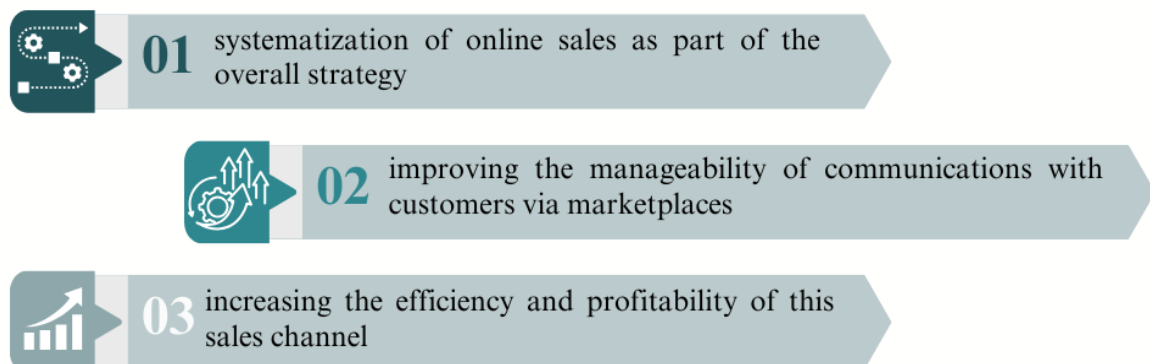 01 systematization of online sales as part of the
overall strategy
02 improving the manageability of communications with
customers via marketplaces
03 increasing the efficiency and profitability of this
sales channel